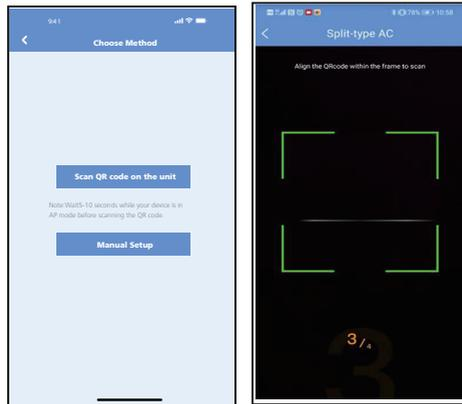 9:41
Choose Method
Scan QR code on the unit
Note:Wait5-10 seconds while your device is in
AP mode before scanning the QR code.
Manual Setup
78% 10:58
Split-type AC
Align the QRcode within the frame to scan
3/4
3